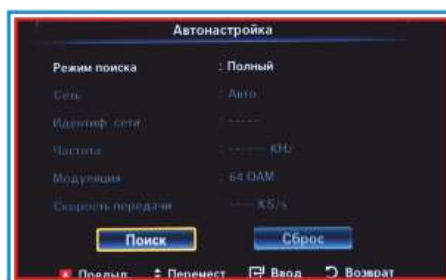 Автонастройка
Режим поиска : Полный
Сеть : Авто
Идентиф. сети : -----
Частота : ------ KHz
Модуляция : 64 QAM
Скорость передачи ---- KS/s
Поиск Сброс
Предыд. Перемест Ввод Возврат